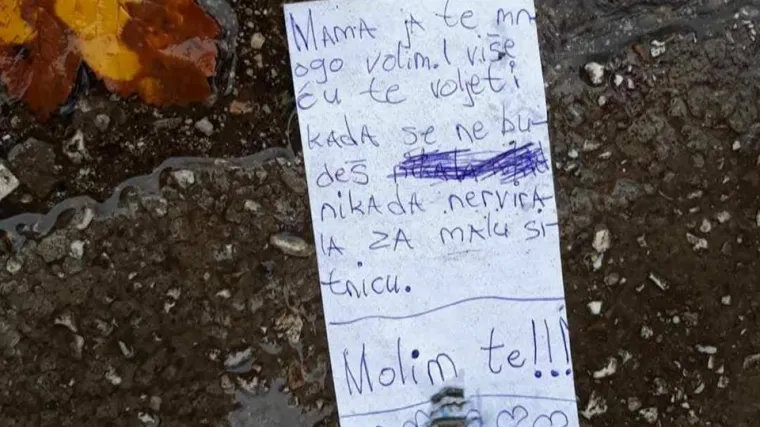 MAMA ja te mn-
ogo volim. I više
ću te voljeti
kada se ne bu-
deš
nikada nervira-
la za malu si-
tnicu.
Molim te!!!